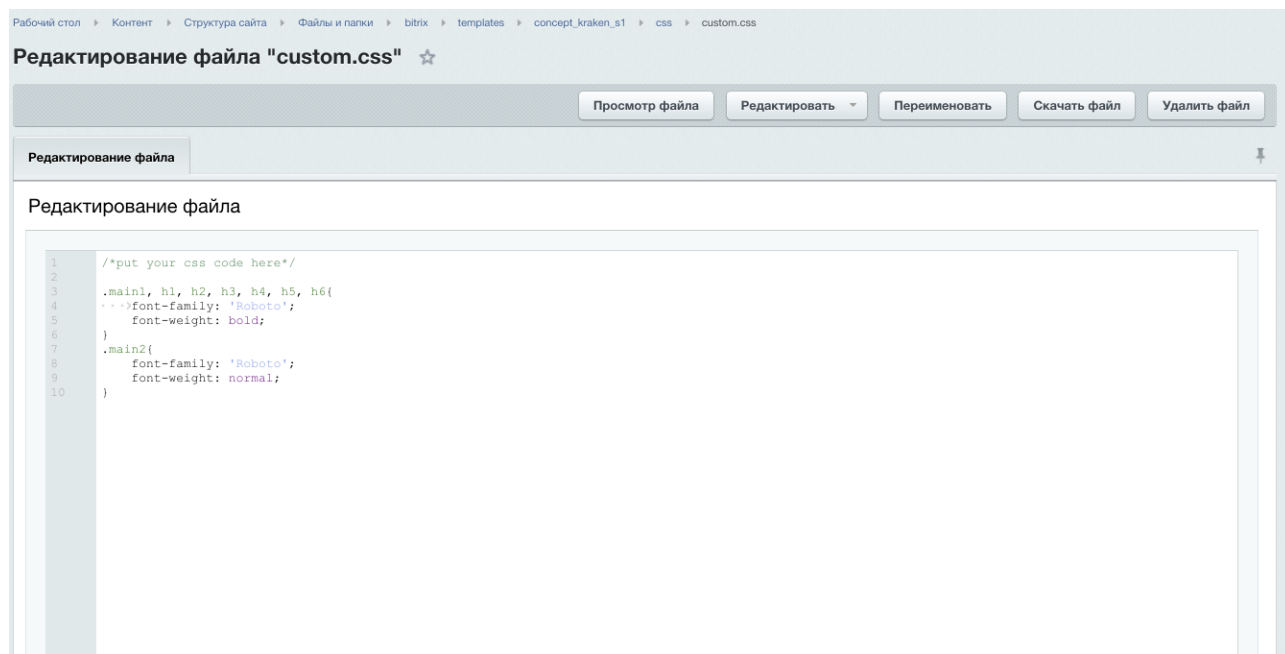 Рабочий стол Контент Структура сайта Файлы и папки bitrix templates concept_kraken_s1 css custom.css
Редактирование файла "custom.css"
Просмотр файла Редактировать Переименовать Скачать файл Удалить файл
Редактирование файла
Редактирование файла
1 /*put your css code here*/
2
3 .main1, h1, h2, h3, h4, h5, h6{
4 font-family: 'Roboto';
5 font-weight: bold;
6 }
7 .main2{
8 font-family: 'Roboto';
9 font-weight: normal;
10 }